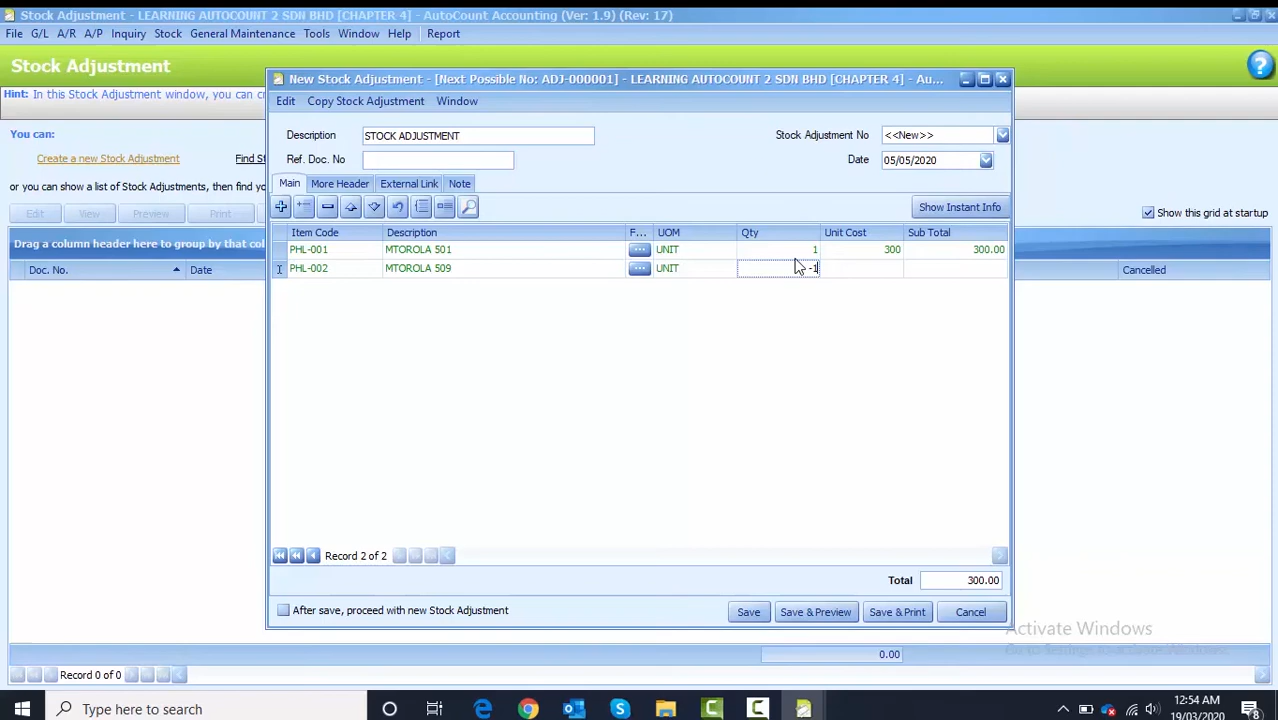 Stock Adjustment - LEARNING AUTOCOUNT 2 SDN BHD [CHAPTER 4] - AutoCount Accounting (Ver: 1.9) (Rev: 17)
File G/L A/R A/P Inquiry Stock General Maintenance Tools Window Help Report
Stock Adjustment
?
Hint: In this Stock Adjustment window, you can cr
You can:
Create a new Stock Adjustment Find St
or you can show a list of Stock Adjustments, then find yo
Show this grid at startup
Edit View Preview Print
Drag a column header here to group by that col
Doc. No. Date Cancelled
New Stock Adjustment - [Next Possible No: ADJ-000001] - LEARNING AUTOCOUNT 2 SDN BHD [CHAPTER 4] - Au...
Edit Copy Stock Adjustment Window
Description STOCK ADJUSTMENT Stock Adjustment No <<New>>
Ref. Doc. No Date 05/05/2020
Main More Header External Link Note
Show Instant Info
Item Code Description F... UOM Qty Unit Cost Sub Total
PHL-001 MTOROLA 501 ... UNIT 1 300 300.00
PHL-002 MTOROLA 509 ... UNIT -1
Record 2 of 2
Total 300.00
After save, proceed with new Stock Adjustment Save Save & Preview Save & Print Cancel
Activate Windows
Go to Settings to activate Windows.
0.00
Record 0 of 0
Type here to search
12:54 AM
19/03/2020
8